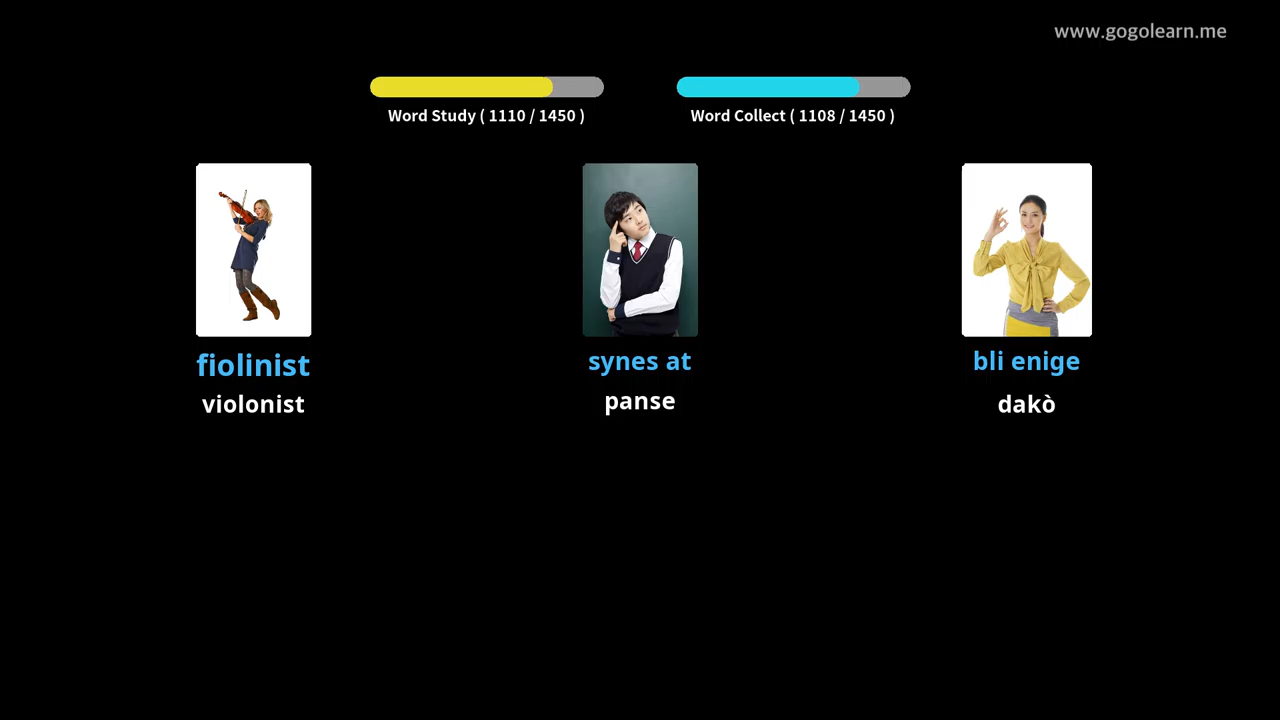 www.gogolearn.me
Word Study ( 1110 / 1450 )
Word Collect ( 1108 / 1450 )
fiolinist
violonist
synes at
panse
bli enige
dakò